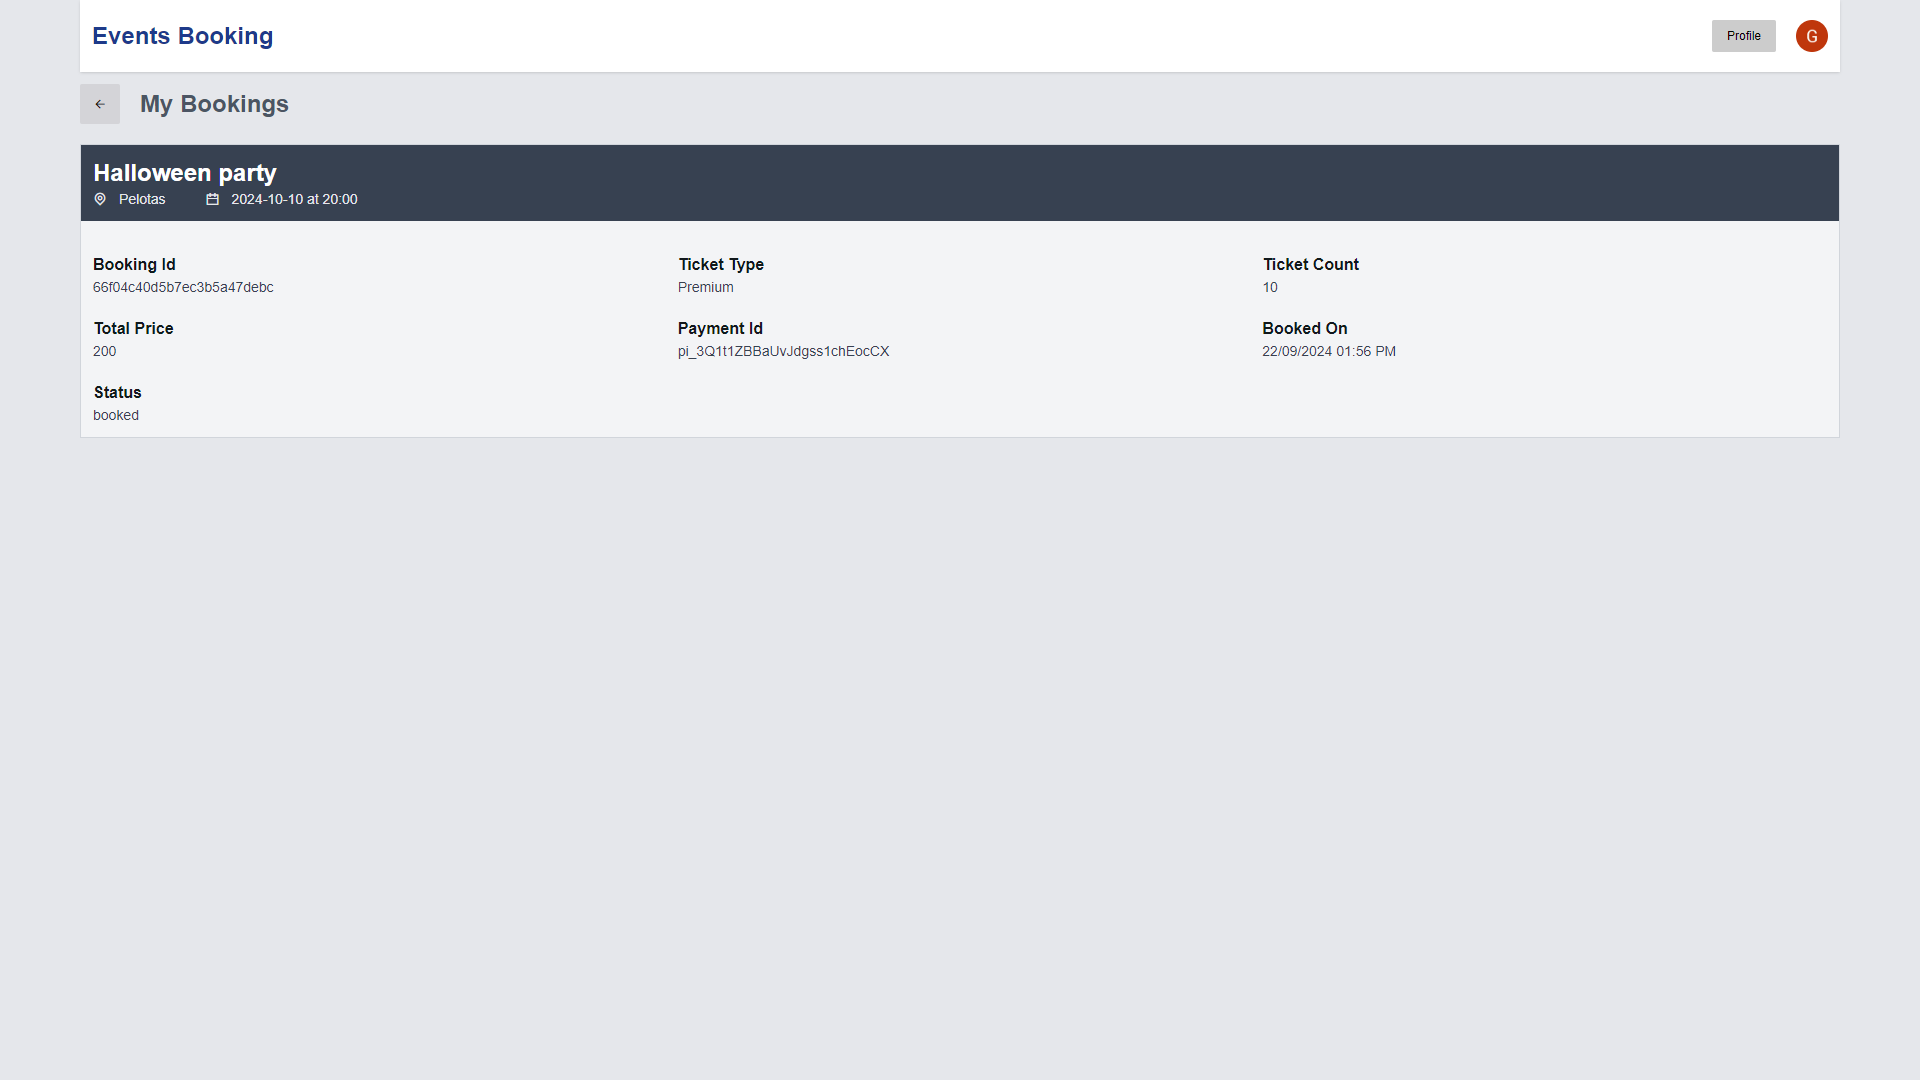 Events Booking
Profile
G
My Bookings
Halloween party
Pelotas
2024-10-10 at 20:00
Booking Id
66f04c40d5b7ec3b5a47debc
Ticket Type
Premium
Ticket Count
10
Total Price
200
Payment Id
pi_3Q1t1ZBBaUvJdgss1chEocCX
Booked On
22/09/2024 01:56 PM
Status
booked